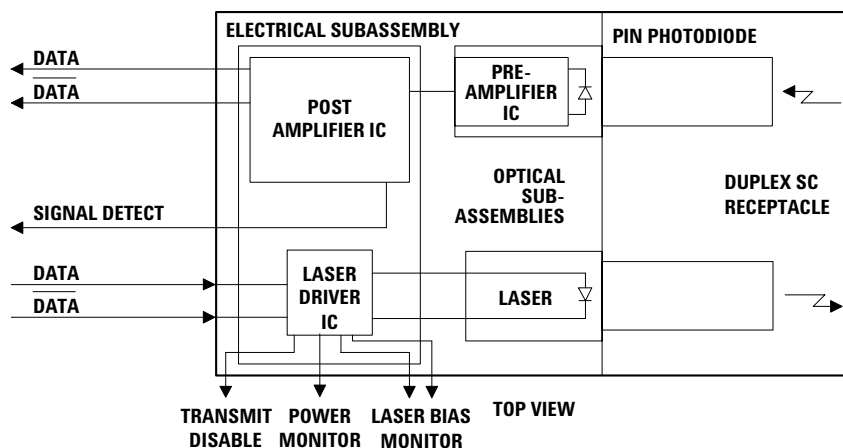 ELECTRICAL SUBASSEMBLY
PIN PHOTODIODE
DATA
DATA
POST
AMPLIFIER IC
PRE-
AMPLIFIER
IC
OPTICAL
SUB-
ASSEMBLIES
DUPLEX SC
RECEPTACLE
SIGNAL DETECT
DATA
DATA
LASER
DRIVER
IC
LASER
TRANSMIT
DISABLE
POWER
MONITOR
LASER BIAS
MONITOR
TOP VIEW